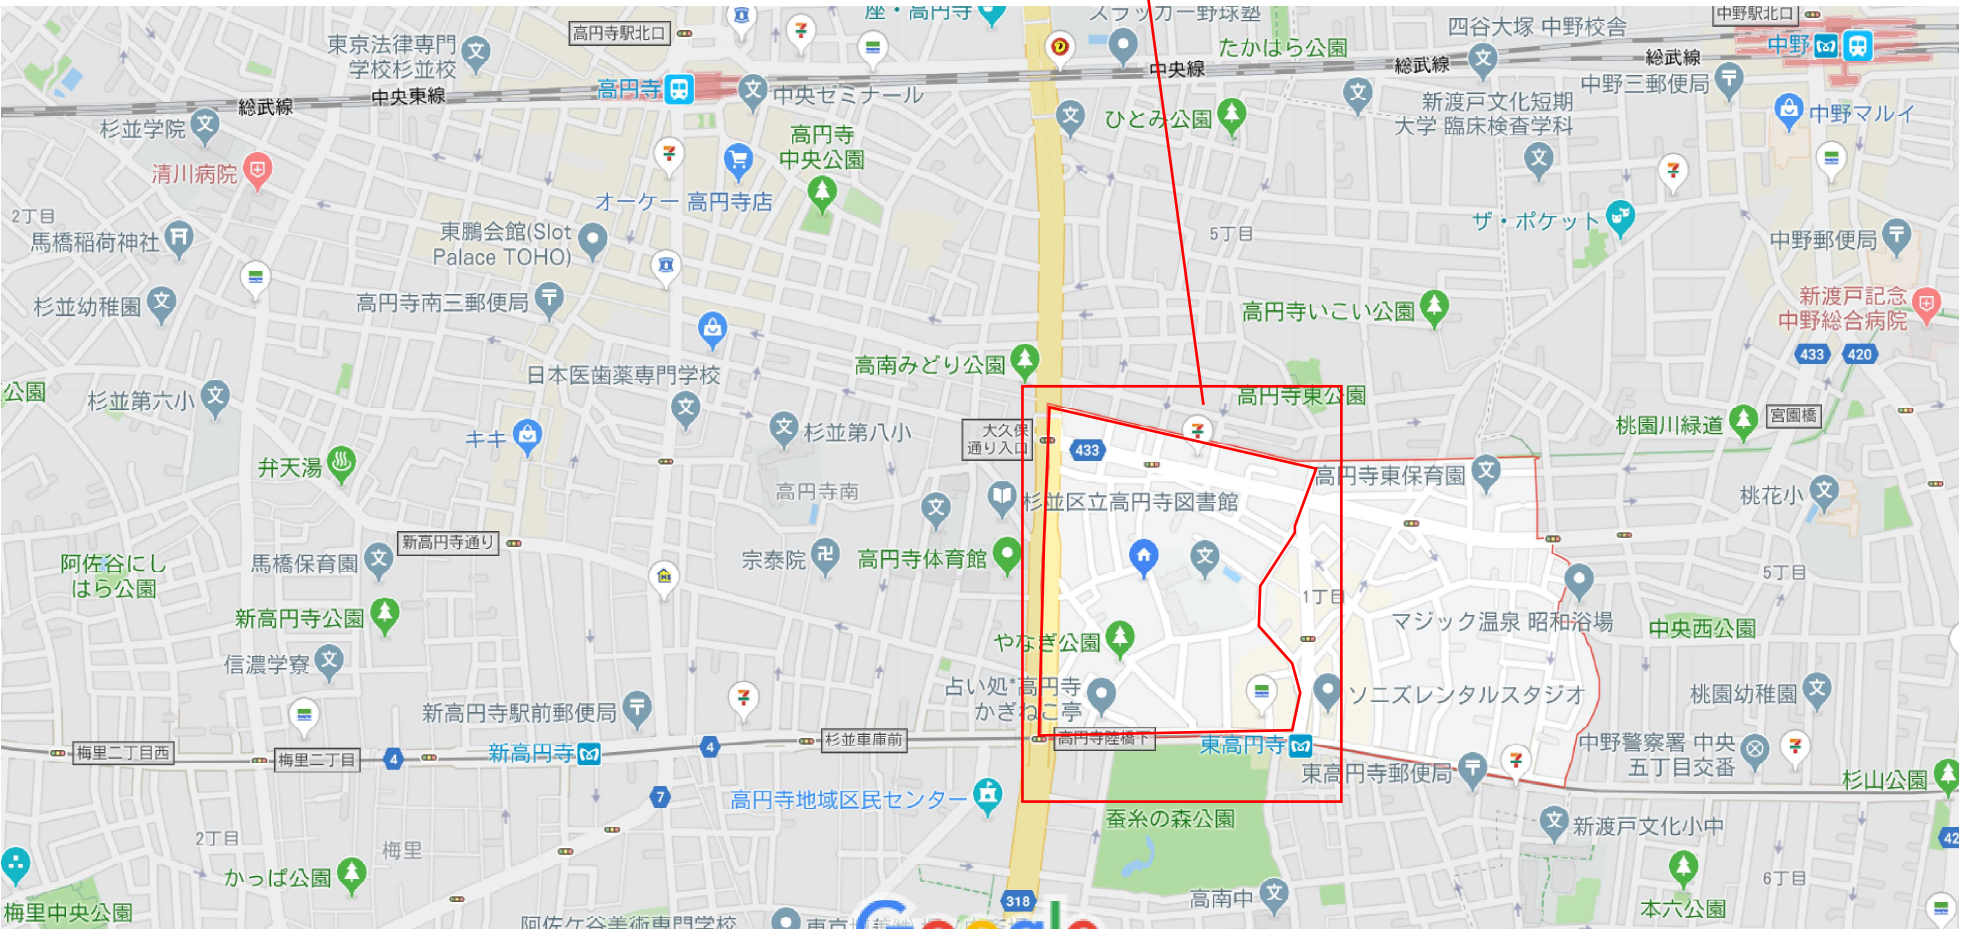 座・高円寺
スラッガー野球塾
四谷大塚 中野校舎
中野駅北口
高円寺駅北口
東京法律専門
学校杉並校
たかはら公園
中野
中央線
総武線
総武線
中野三郵便局
高円寺
中央セミナール
総武線
中央東線
新渡戸文化短期
大学 臨床検査学科
中野マルイ
杉並学院
ひとみ公園
高円寺
中央公園
清川病院
オーケー 高円寺店
2丁目
馬橋稲荷神社
東鵬会館(Slot
Palace TOHO)
5丁目
ザ・ポケット
中野郵便局
杉並幼稚園
高円寺南三郵便局
高円寺いこい公園
新渡戸記念
中野総合病院
433
420
高南みどり公園
日本医歯薬専門学校
公園
杉並第六小
高円寺東公園
桃園川緑道
宮園橋
キキ
杉並第八小
大久保
通り入口
433
弁天湯
高円寺南
杉並区立高円寺図書館
高円寺東保育園
桃花小
新高円寺通り
阿佐谷にし
はら公園
馬橋保育園
宗泰院
高円寺体育館
5丁目
1丁目
新高円寺公園
マジック温泉 昭和浴場
中央西公園
やなぎ公園
信濃学寮
占い処*高円寺
かぎねこ亭
ソニズレンタルスタジオ
桃園幼稚園
新高円寺駅前郵便局
梅里二丁目西
梅里二丁目
4
新高円寺
4
杉並車庫前
高円寺陸橋下
東高円寺
東高円寺郵便局
中野警察署 中央
五丁目交番
杉山公園
7
高円寺地域区民センター
蚕糸の森公園
新渡戸文化小中
42
2丁目
梅里
かっぱ公園
6丁目
高南中
318
梅里中央公園
本六公園
阿佐ケ谷美術専門学校
Google